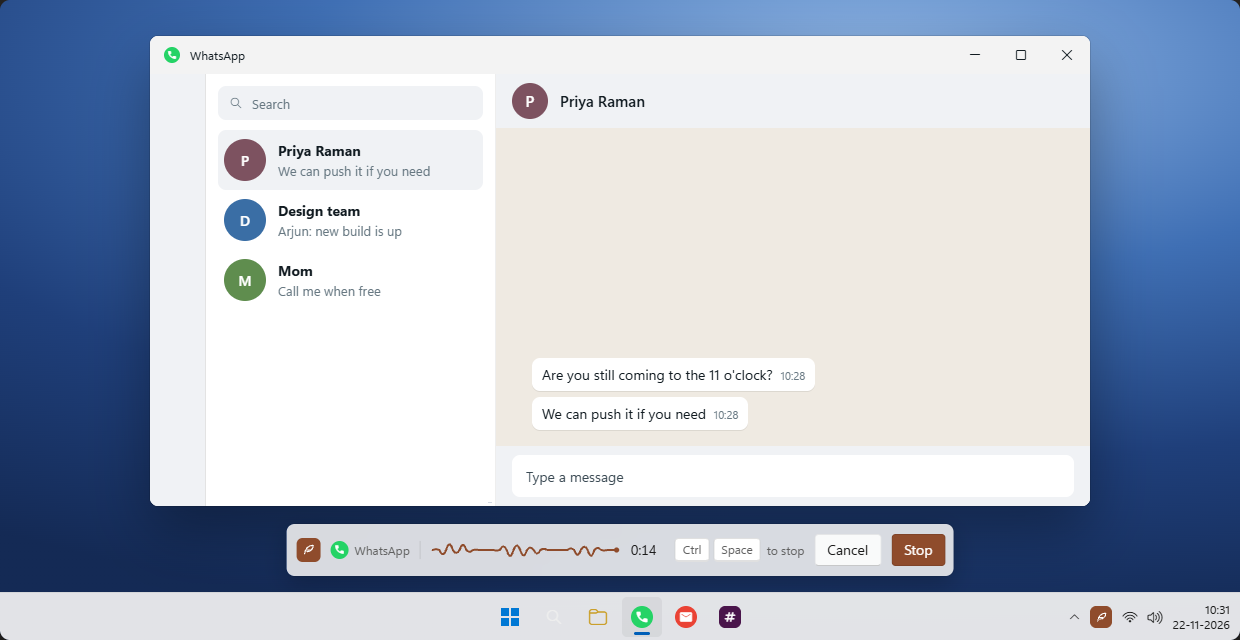 WhatsApp
Search
P
Priya Raman
We can push it if you need
D
Design team
Arjun: new build is up
M
Mom
Call me when free
P
Priya Raman
Are you still coming to the 11 o'clock? 10:28
We can push it if you need 10:28
Type a message
WhatsApp 0:14 Ctrl Space to stop Cancel Stop
#
10:31
22-11-2026